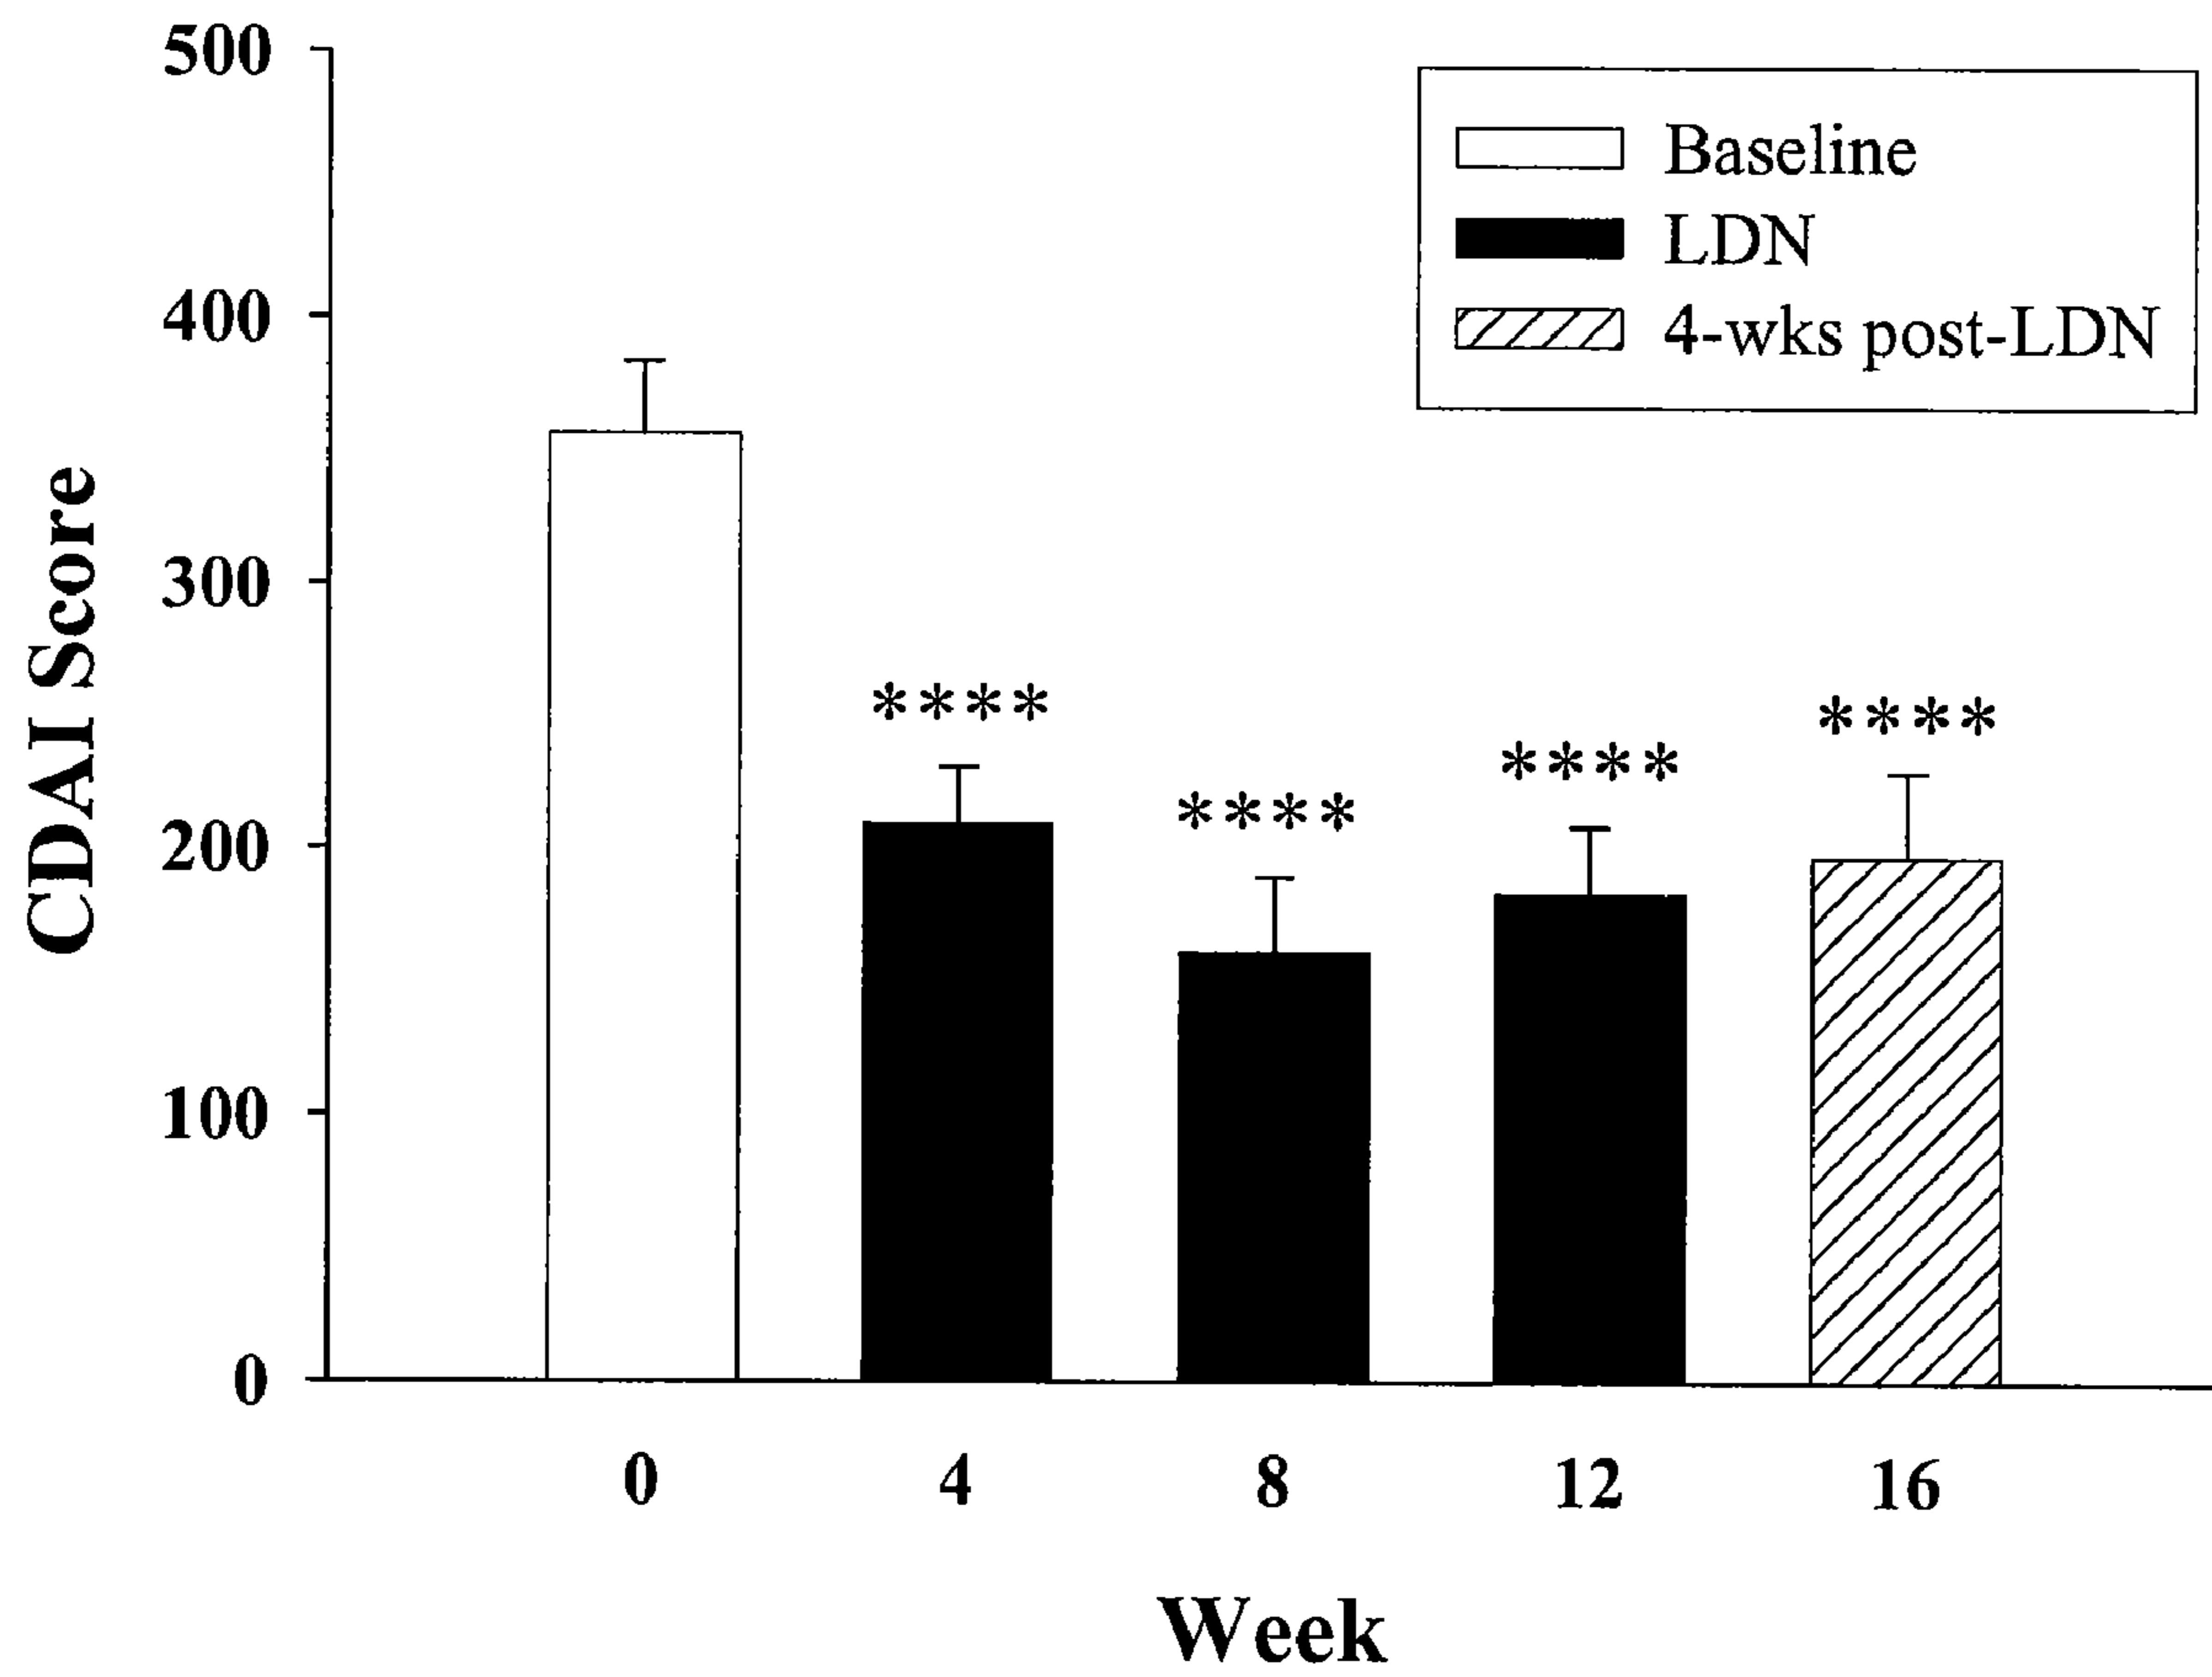 500
400
300
200
100
0
CDAI Score
Baseline
LDN
4-wks post-LDN
****
****
****
****
0 4 8 12 16
Week